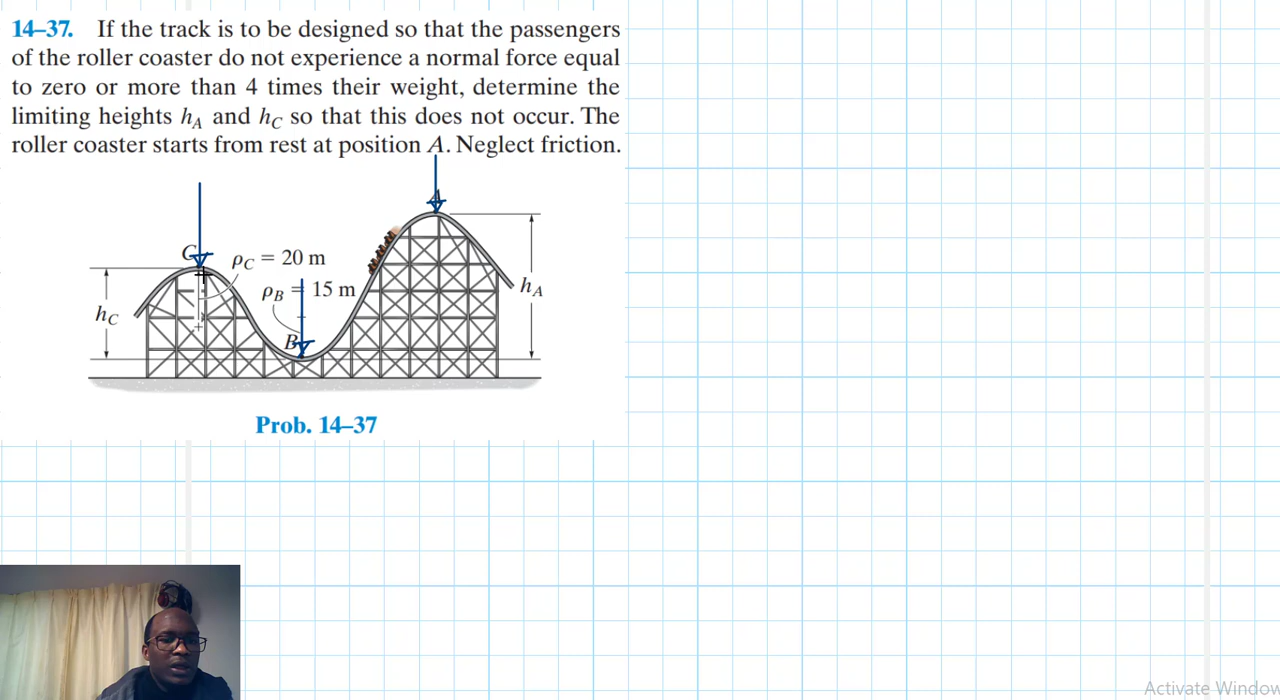 14–37. If the track is to be designed so that the passengers
of the roller coaster do not experience a normal force equal
to zero or more than 4 times their weight, determine the
limiting heights hA and hC so that this does not occur. The
roller coaster starts from rest at position A. Neglect friction.
A
C
ρC = 20 m
ρB = 15 m
hA
hC
B
Prob. 14–37
Activate Window